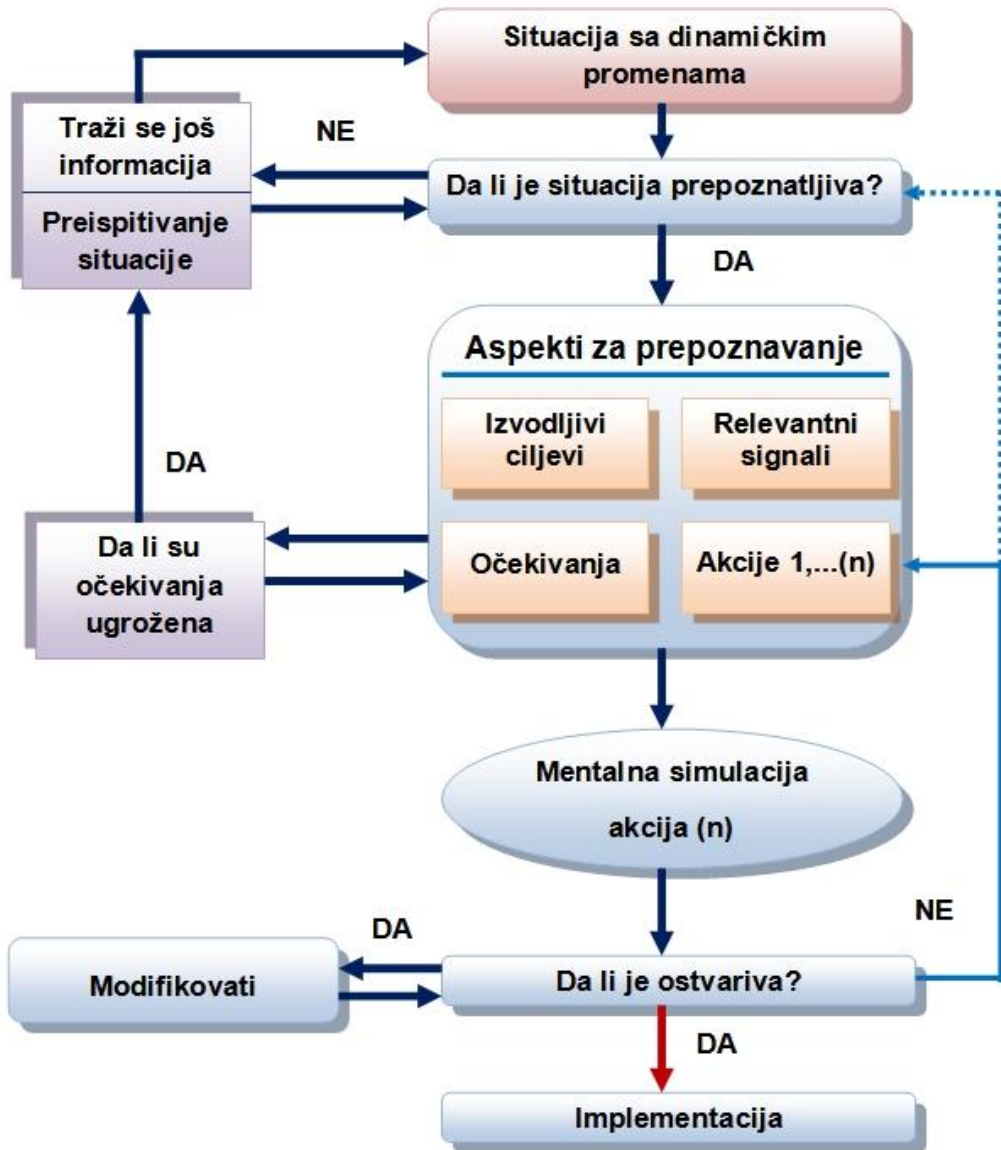 Situacija sa dinamičkim
promenama
Traži se još
informacija
NE
Da li je situacija prepoznatljiva?
Preispitivanje
situacije
DA
Aspekti za prepoznavanje
Izvodljivi
ciljevi
Relevantni
signali
DA
Da li su
očekivanja
ugrožena
Očekivanja
Akcije 1,...(n)
Mentalna simulacija
akcija (n)
NE
DA
Modifikovati
Da li je ostvariva?
DA
Implementacija